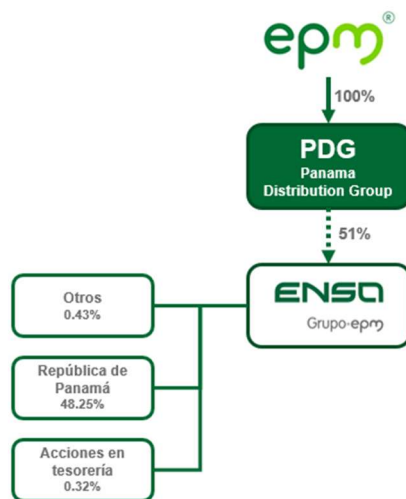 epm®
100%
PDG
Panama
Distribution Group
51%
ENSA
Grupo·epm
Otros
0.43%
República de
Panamá
48.25%
Acciones en
tesorería
0.32%